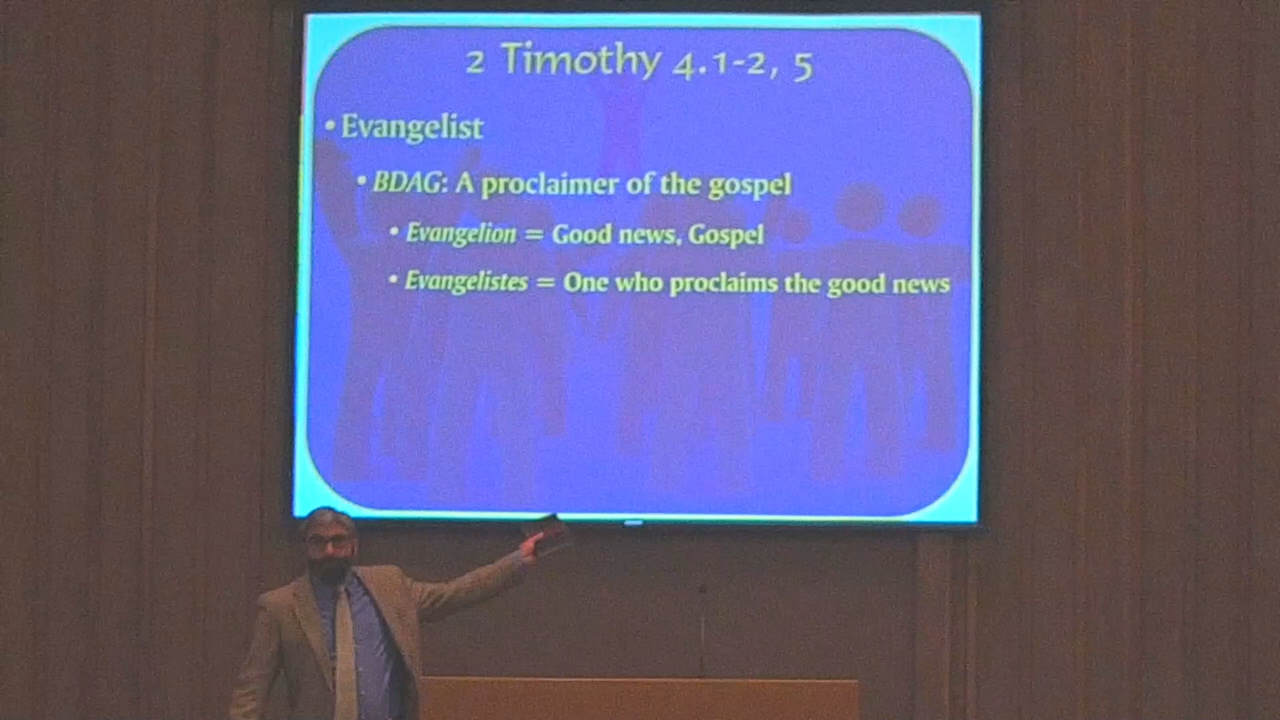 2 Timothy 4.1-2, 5
• Evangelist
• BDAG: A proclaimer of the gospel
• Evangelion = Good news, Gospel
• Evangelistes = One who proclaims the good news